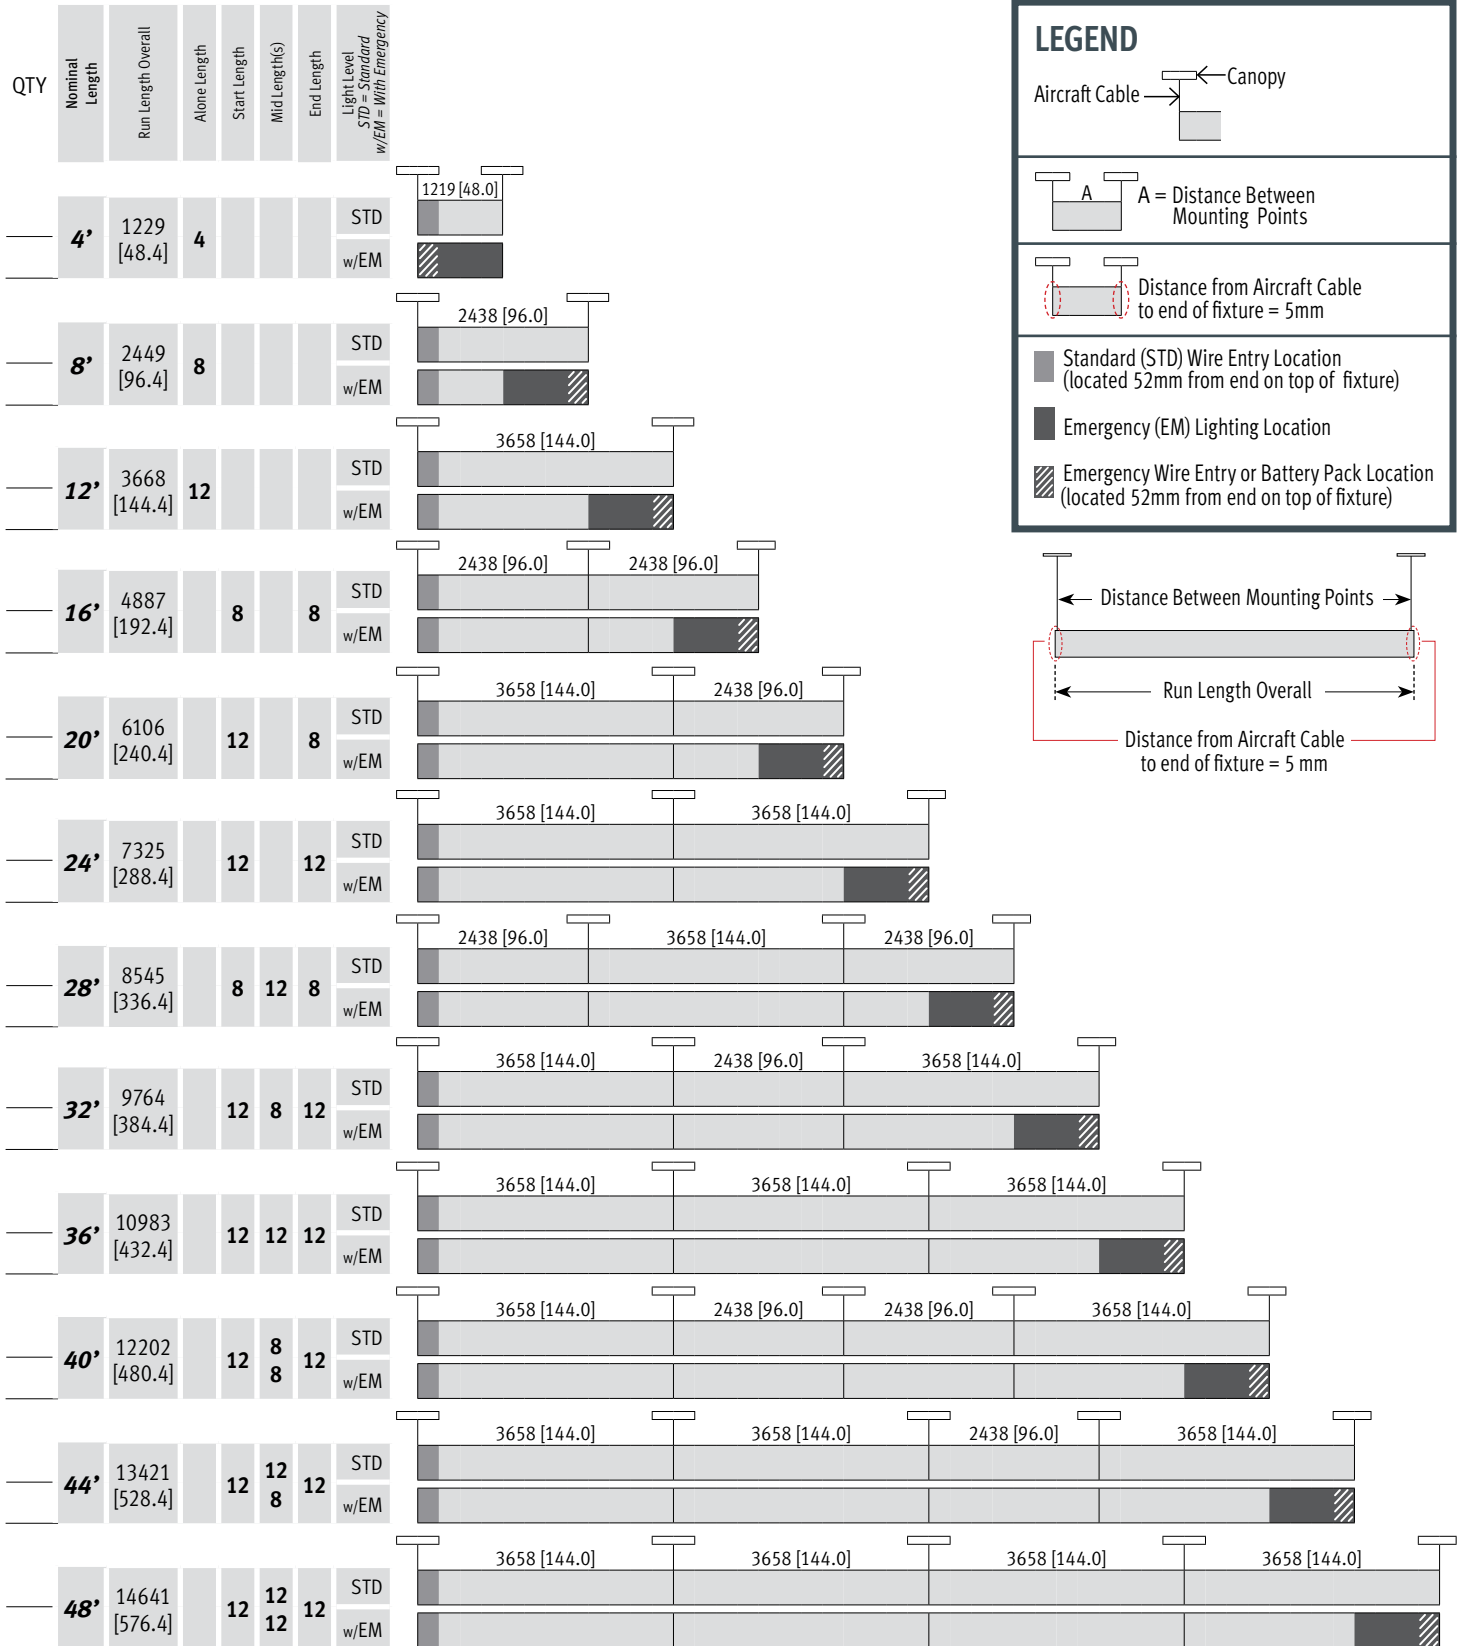 QTY
Nominal
Length
Run Length Overall
Alone Length
Start Length
Mid Length(s)
End Length
Light Level
STD = Standard
w/EM = With Emergency
4’
1229
[48.4]
4
STD
w/EM
1219 [48.0]
8’
2449
[96.4]
8
STD
w/EM
2438 [96.0]
12’
3668
[144.4]
12
STD
w/EM
3658 [144.0]
16’
4887
[192.4]
8
8
STD
w/EM
2438 [96.0] 2438 [96.0]
20’
6106
[240.4]
12
8
STD
w/EM
3658 [144.0] 2438 [96.0]
24’
7325
[288.4]
12
12
STD
w/EM
3658 [144.0] 3658 [144.0]
28’
8545
[336.4]
8
12
8
STD
w/EM
2438 [96.0] 3658 [144.0] 2438 [96.0]
32’
9764
[384.4]
12
8
12
STD
w/EM
3658 [144.0] 2438 [96.0] 3658 [144.0]
36’
10983
[432.4]
12
12
12
STD
w/EM
3658 [144.0] 3658 [144.0] 3658 [144.0]
40’
12202
[480.4]
12
8
8
12
STD
w/EM
3658 [144.0] 2438 [96.0] 2438 [96.0] 3658 [144.0]
44’
13421
[528.4]
12
12
8
12
STD
w/EM
3658 [144.0] 3658 [144.0] 2438 [96.0] 3658 [144.0]
48’
14641
[576.4]
12
12
12
12
STD
w/EM
3658 [144.0] 3658 [144.0] 3658 [144.0] 3658 [144.0]
LEGEND
Canopy
Aircraft Cable
A
A = Distance Between
Mounting Points
Distance from Aircraft Cable
to end of fixture = 5mm
Standard (STD) Wire Entry Location
(located 52mm from end on top of fixture)
Emergency (EM) Lighting Location
Emergency Wire Entry or Battery Pack Location
(located 52mm from end on top of fixture)
Distance Between Mounting Points
Run Length Overall
Distance from Aircraft Cable
to end of fixture = 5 mm